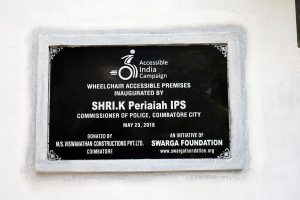 Accessible
India
Campaign
WHEELCHAIR ACCESSIBLE PREMISES
INAUGURATED BY
SHRI.K Periaiah IPS
COMMISSIONER OF POLICE, COIMBATORE CITY
MAY 23, 2018
DONATED BY
M/S. VISWANATHAN CONSTRUCTIONS PVT. LTD.
COIMBATORE
AN INITIATIVE OF
SWARGA FOUNDATION
www.swargafoundation.org